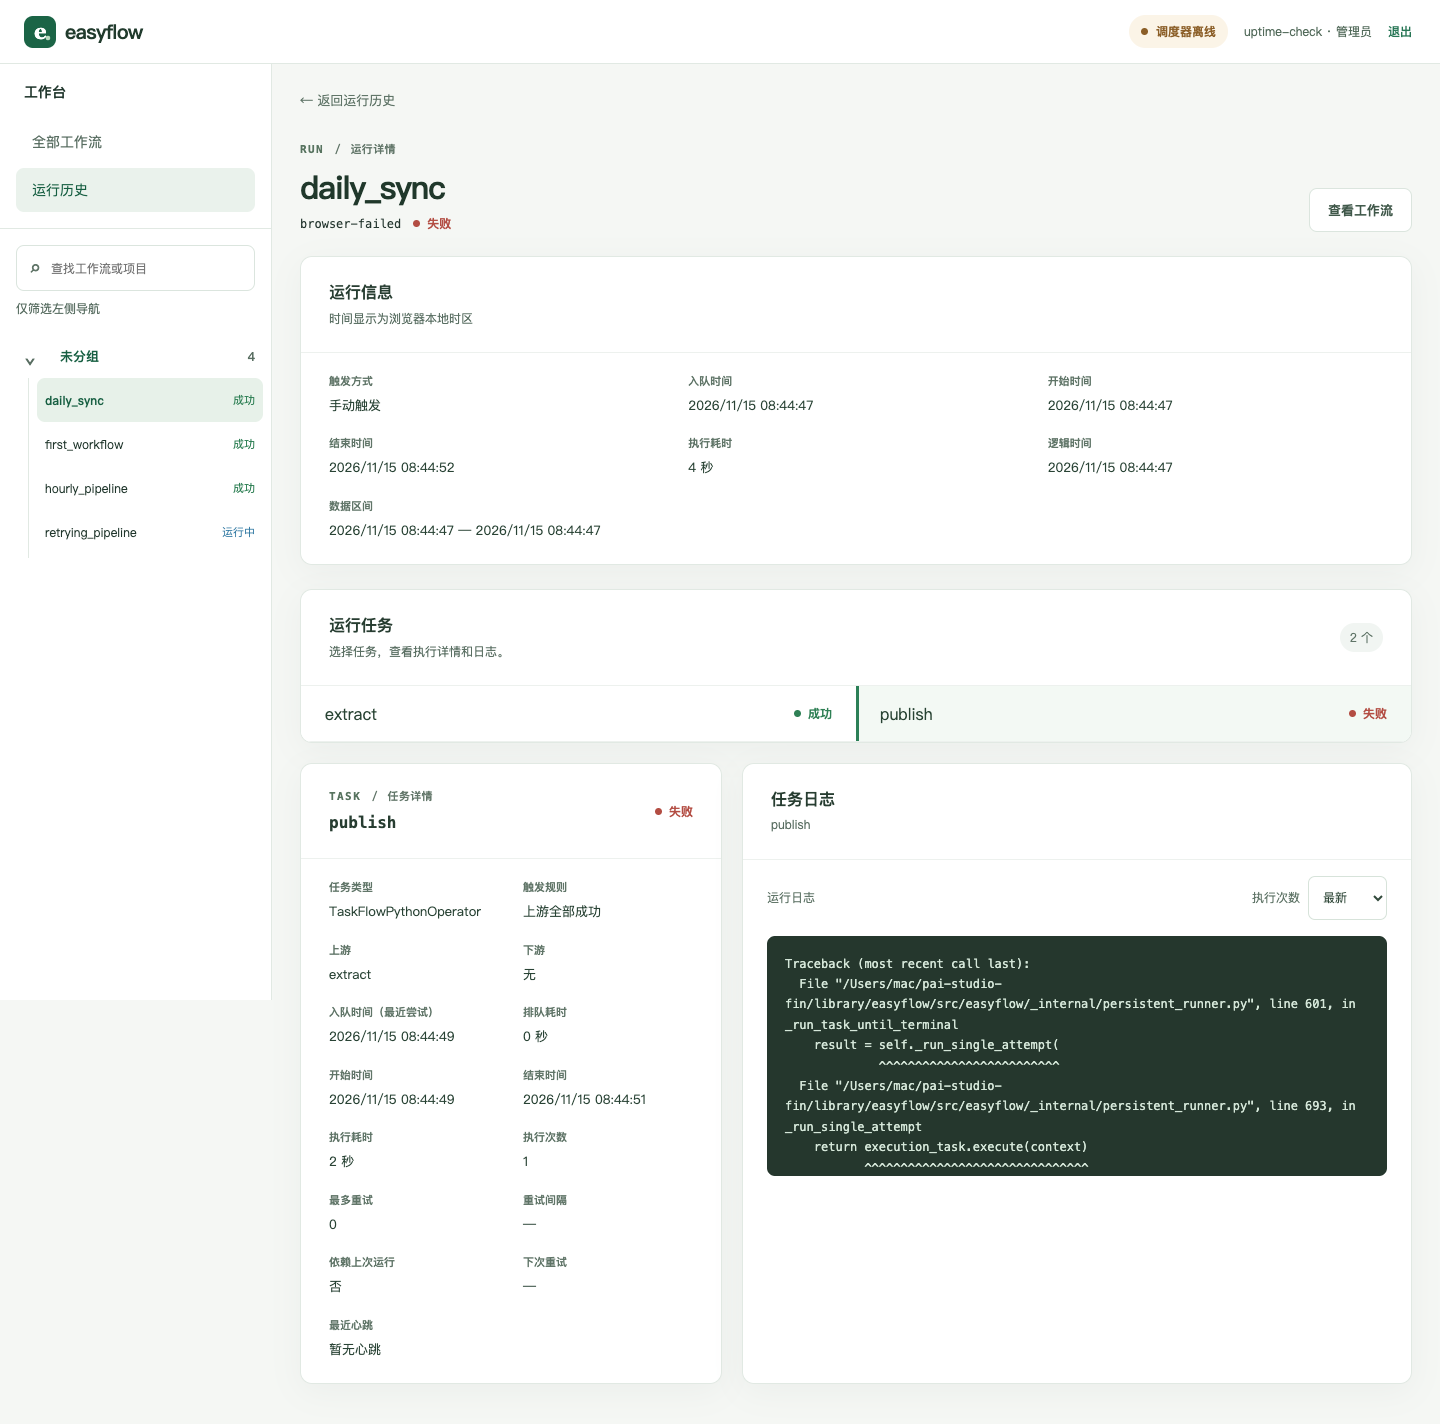 e.
easyflow
调度器离线
uptime-check · 管理员
退出
工作台
全部工作流
运行历史
查找工作流或项目
仅筛选左侧导航
未分组
4
daily_sync
成功
first_workflow
成功
hourly_pipeline
成功
retrying_pipeline
运行中
← 返回运行历史
RUN / 运行详情
daily_sync
browser-failed
失败
查看工作流
运行信息
时间显示为浏览器本地时区
触发方式
手动触发
入队时间
2026/11/15 08:44:47
开始时间
2026/11/15 08:44:47
结束时间
2026/11/15 08:44:52
执行耗时
4 秒
逻辑时间
2026/11/15 08:44:47
数据区间
2026/11/15 08:44:47 — 2026/11/15 08:44:47
运行任务
选择任务，查看执行详情和日志。
2 个
extract
成功
publish
失败
TASK / 任务详情
publish
失败
任务类型
TaskFlowPythonOperator
触发规则
上游全部成功
上游
extract
下游
无
入队时间（最近尝试）
2026/11/15 08:44:49
排队耗时
0 秒
开始时间
2026/11/15 08:44:49
结束时间
2026/11/15 08:44:51
执行耗时
2 秒
执行次数
1
最多重试
0
重试间隔
—
依赖上次运行
否
下次重试
—
最近心跳
暂无心跳
任务日志
publish
运行日志
执行次数
最新
Traceback (most recent call last):
  File "/Users/mac/pai-studio-
fin/library/easyflow/src/easyflow/_internal/persistent_runner.py", line 601, in
_run_task_until_terminal
    result = self._run_single_attempt(
             ^^^^^^^^^^^^^^^^^^^^^^^^^
  File "/Users/mac/pai-studio-
fin/library/easyflow/src/easyflow/_internal/persistent_runner.py", line 693, in
_run_single_attempt
    return execution_task.execute(context)
           ^^^^^^^^^^^^^^^^^^^^^^^^^^^^^^^